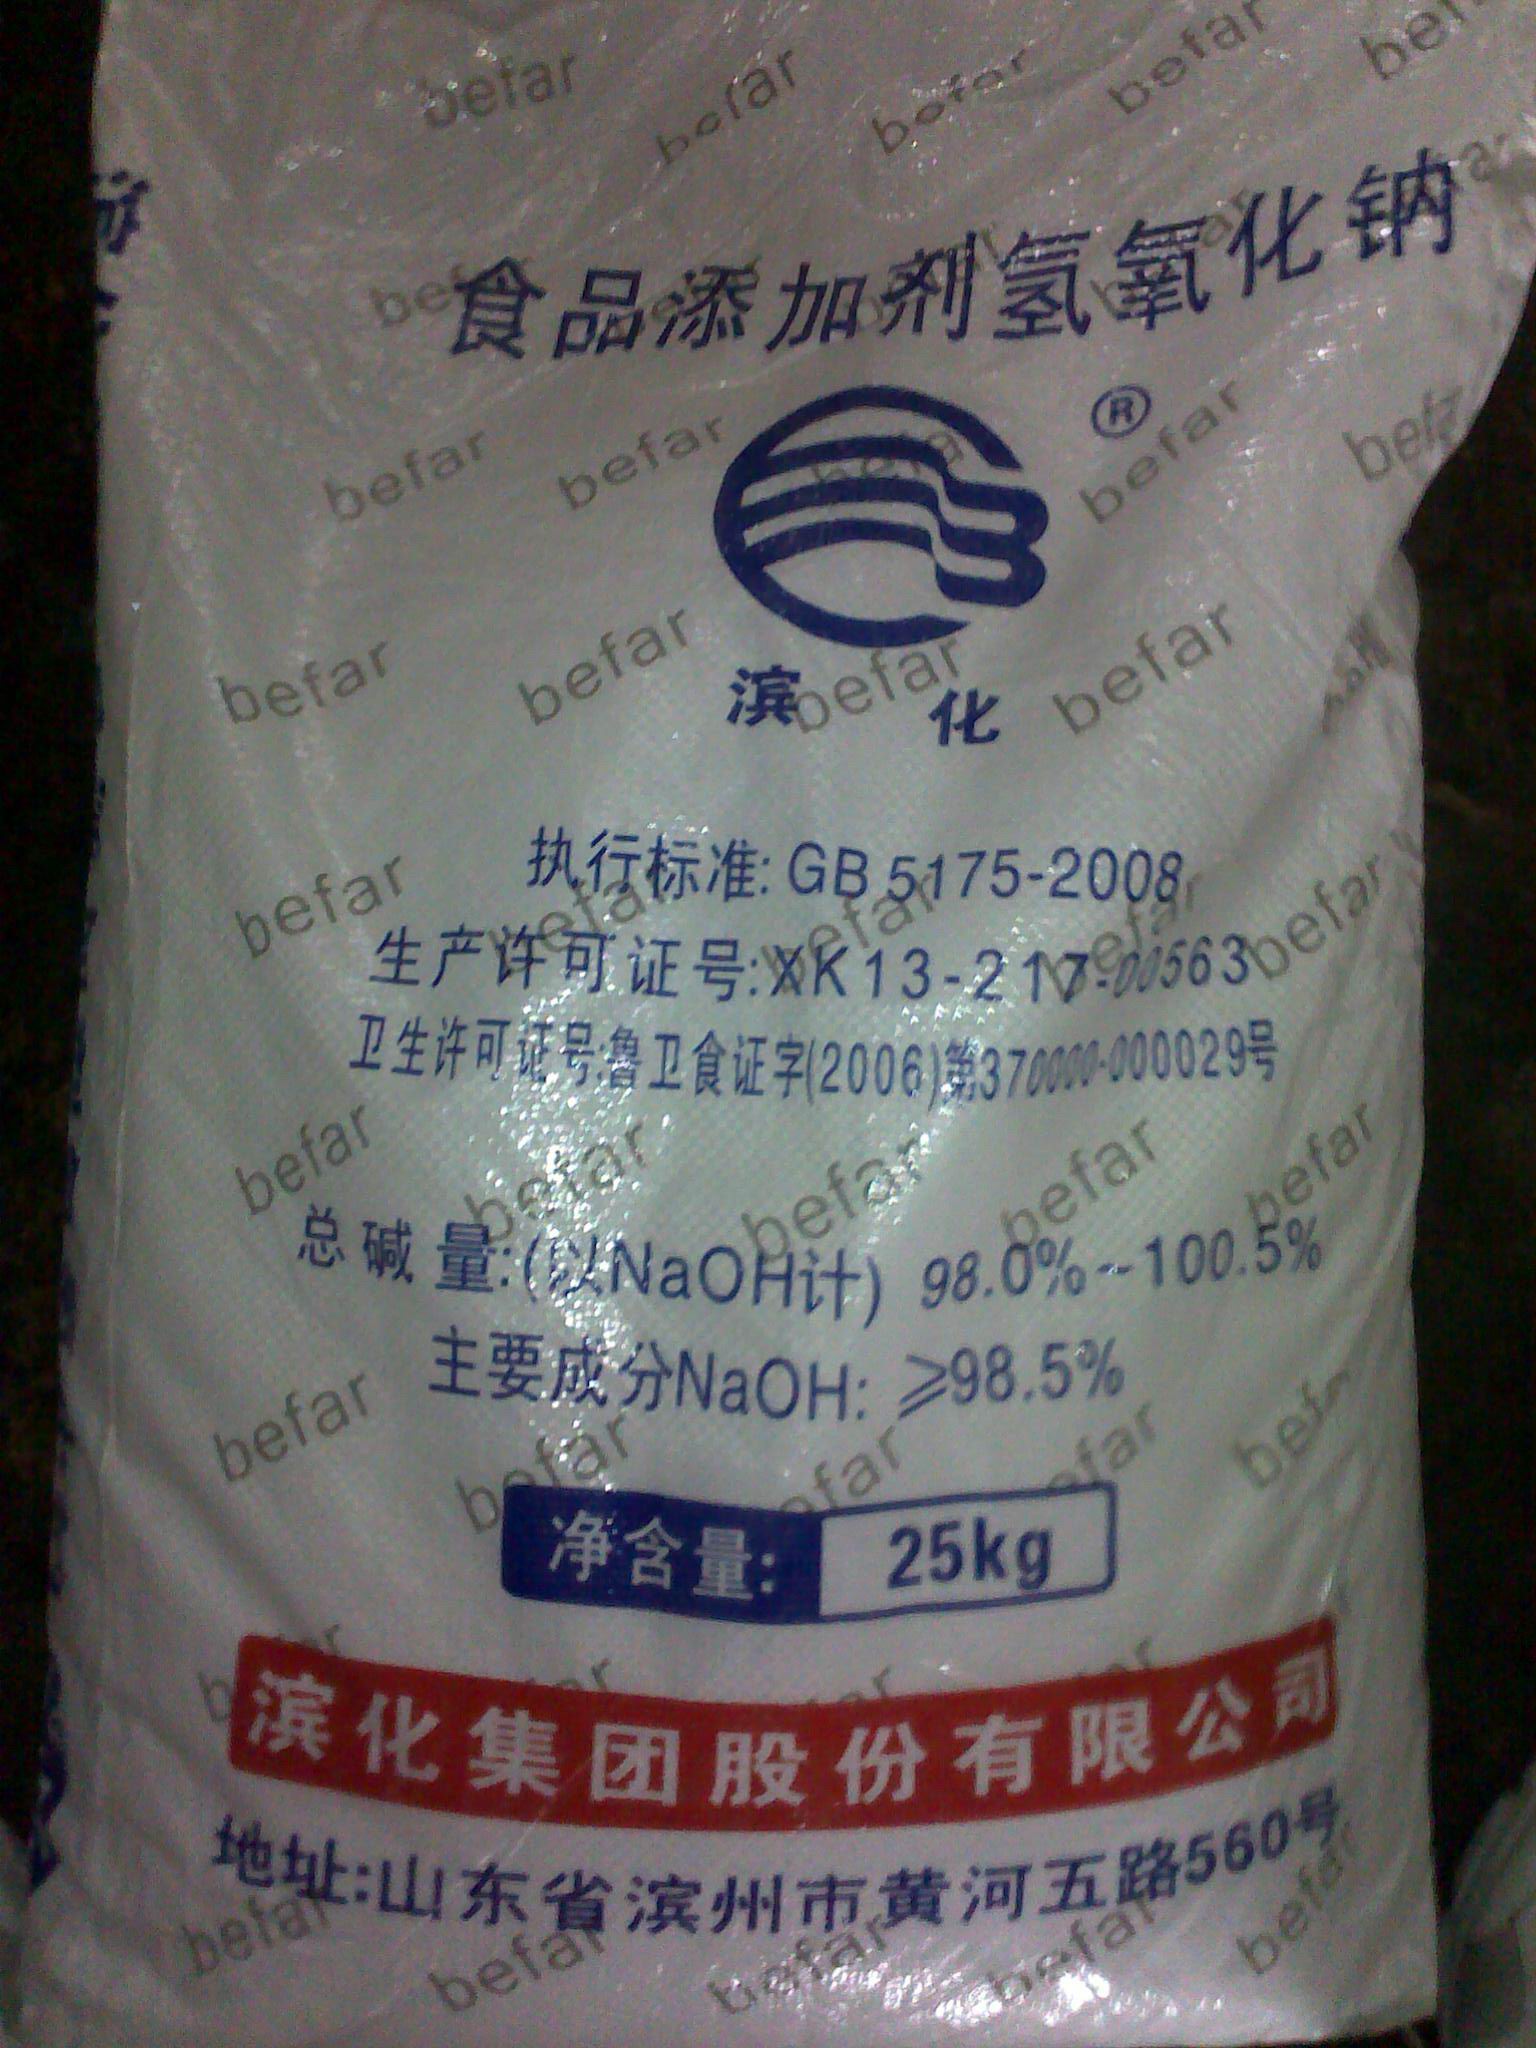 befar
食品添加剂氢氧化钠
®
滨化
执行标准: GB 5175-2008
生产许可证号:XK13-217-00563
卫生许可证号:鲁卫食证字(2006)第370000-000029号
总碱量:(以NaOH计) 98.0%~100.5%
主要成分NaOH: ≥98.5%
净含量: 25kg
滨化集团股份有限公司
地址:山东省滨州市黄河五路560号